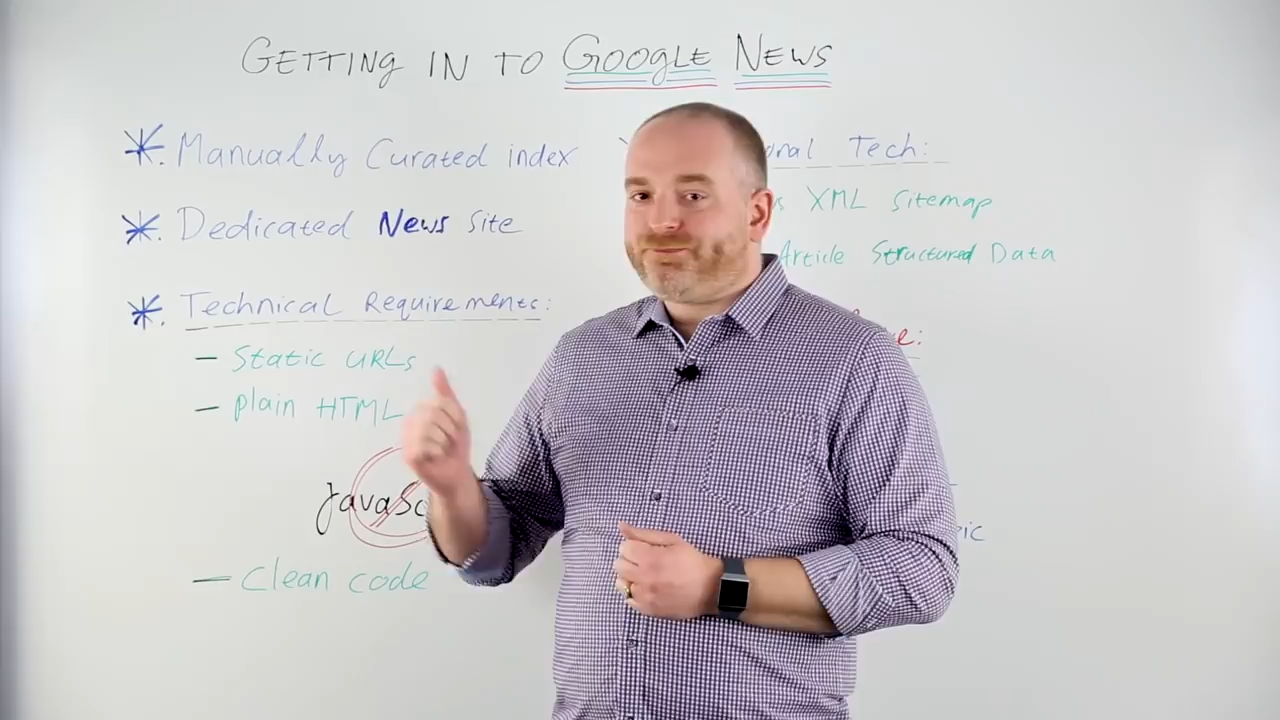 GETTING IN TO GOOGLE NEWS
Manually Curated index
Dedicated News Site
Technical Requirements:
- Static URLs
- plain HTML
- Clean code
Tech:
XML Sitemap
Article Structured Data